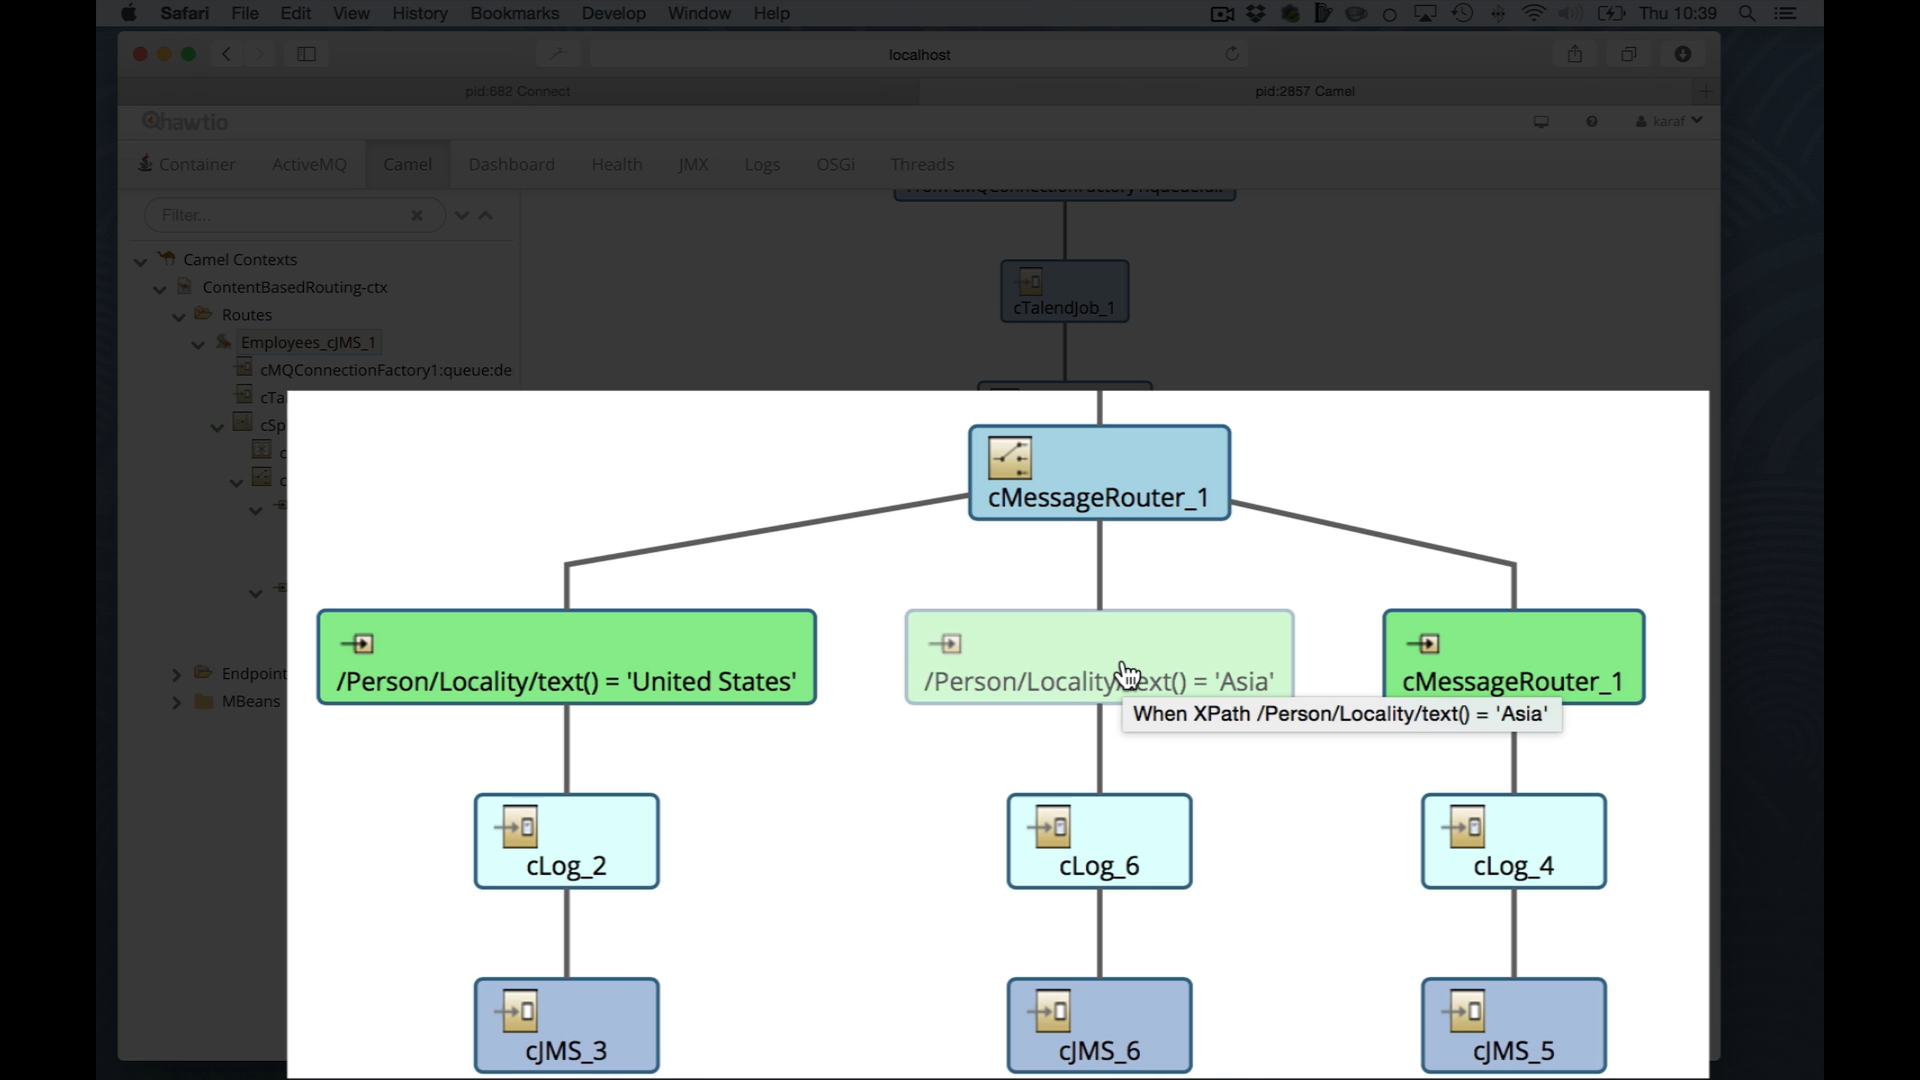 Safari File Edit View History Bookmarks Develop Window Help Thu 10:39
localhost
pid:682 Connect pid:2857 Camel
hawtio karaf
Container ActiveMQ Camel Dashboard Health JMX Logs OSGi Threads
Filter...
Camel Contexts
ContentBasedRouting-ctx
Routes
Employees_cJMS_1
cMQConnectionFactory1:queue:de
cTa
cSp
c
c
Endpoint
MBeans
cTalendJob_1
cMessageRouter_1
/Person/Locality/text() = 'United States'
/Person/Locality/text() = 'Asia'
cMessageRouter_1
When XPath /Person/Locality/text() = 'Asia'
cLog_2 cLog_6 cLog_4
cJMS_3 cJMS_6 cJMS_5